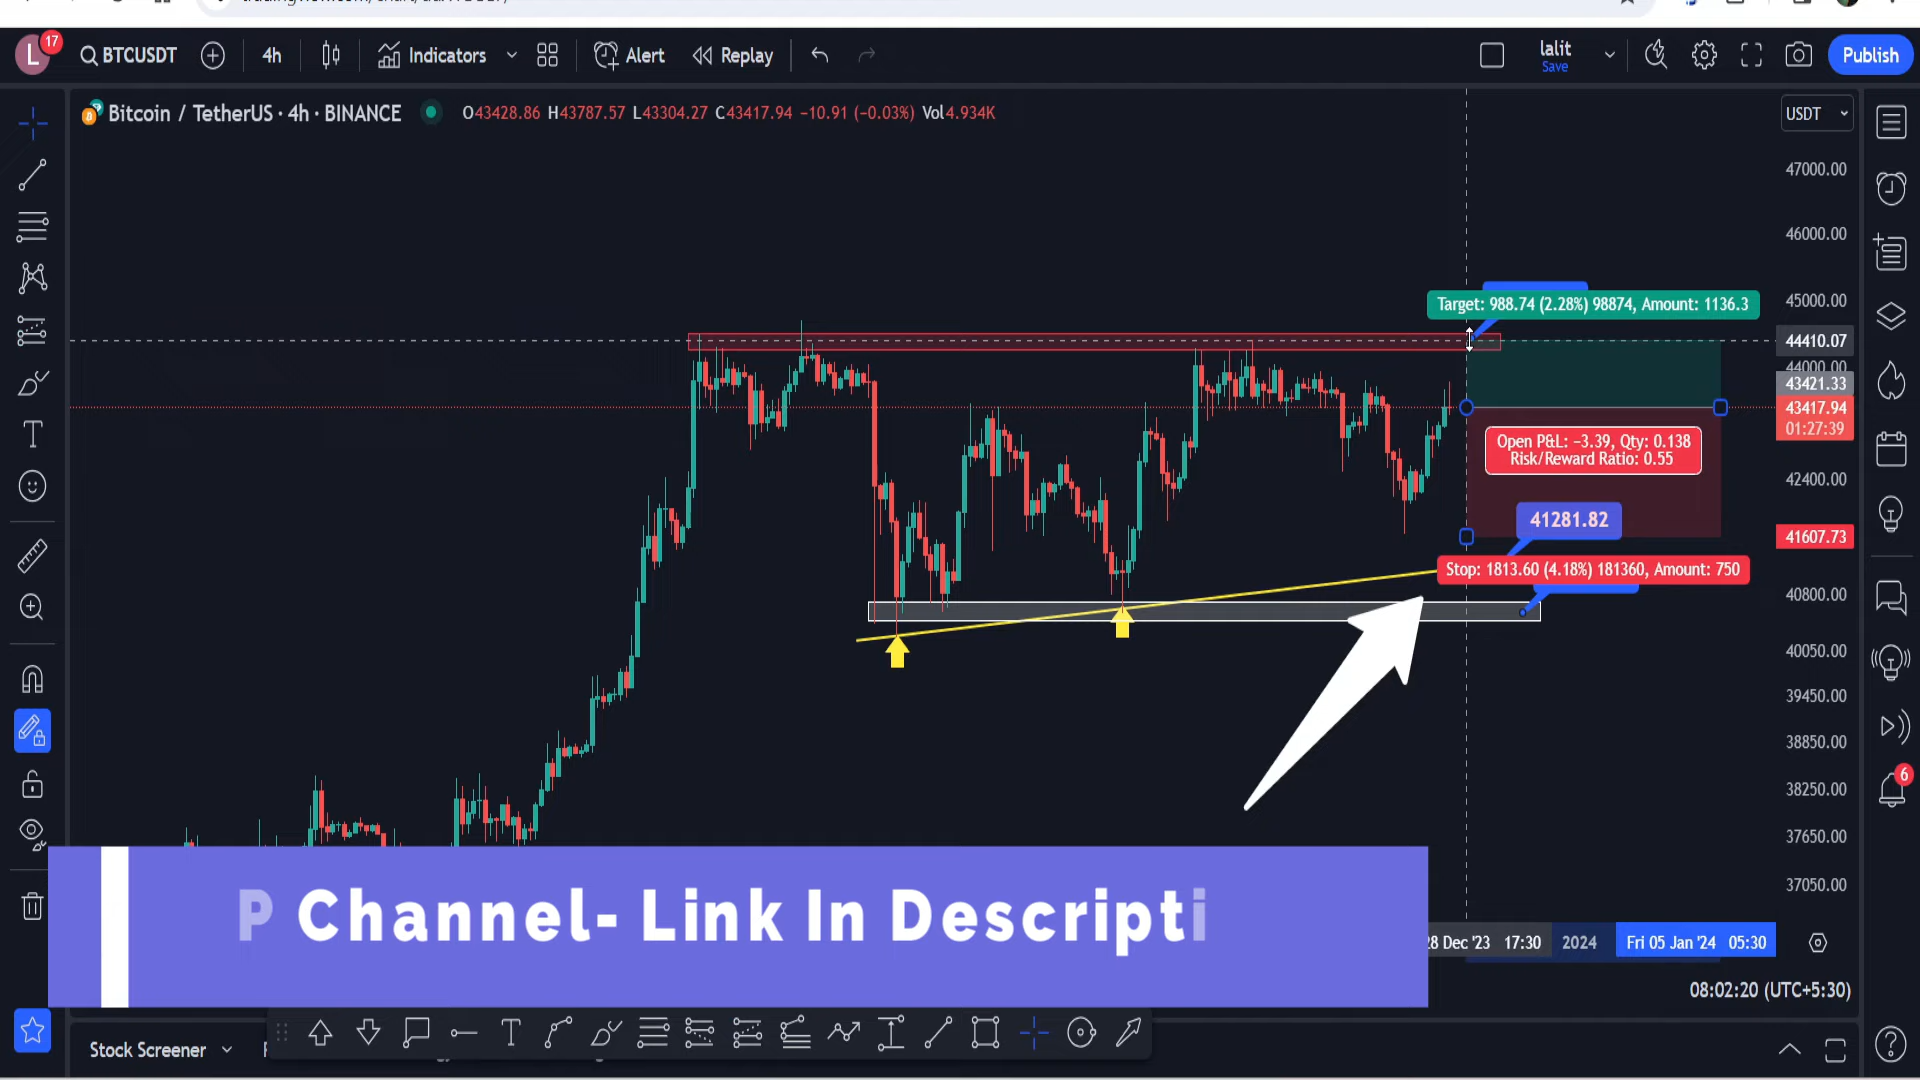 L
17
BTCUSDT
4h
Indicators
Alert
Replay
lalit
Save
Publish
Bitcoin / TetherUS · 4h · BINANCE
O43428.86 H43787.57 L43304.27 C43417.94 −10.91 (−0.03%) Vol4.934K
USDT
47000.00
46000.00
45000.00
Target: 988.74 (2.28%) 98874, Amount: 1136.3
44410.07
44000.00
43421.33
43417.94
01:27:39
Open P&L: −3.39, Qty: 0.138
Risk/Reward Ratio: 0.55
42400.00
41281.82
41607.73
Stop: 1813.60 (4.18%) 181360, Amount: 750
40800.00
40050.00
39450.00
38850.00
38250.00
37650.00
37050.00
6
P Channel- Link In Descripti
28 Dec '23 17:30
2024
Fri 05 Jan '24 05:30
08:02:20 (UTC+5:30)
Stock Screener